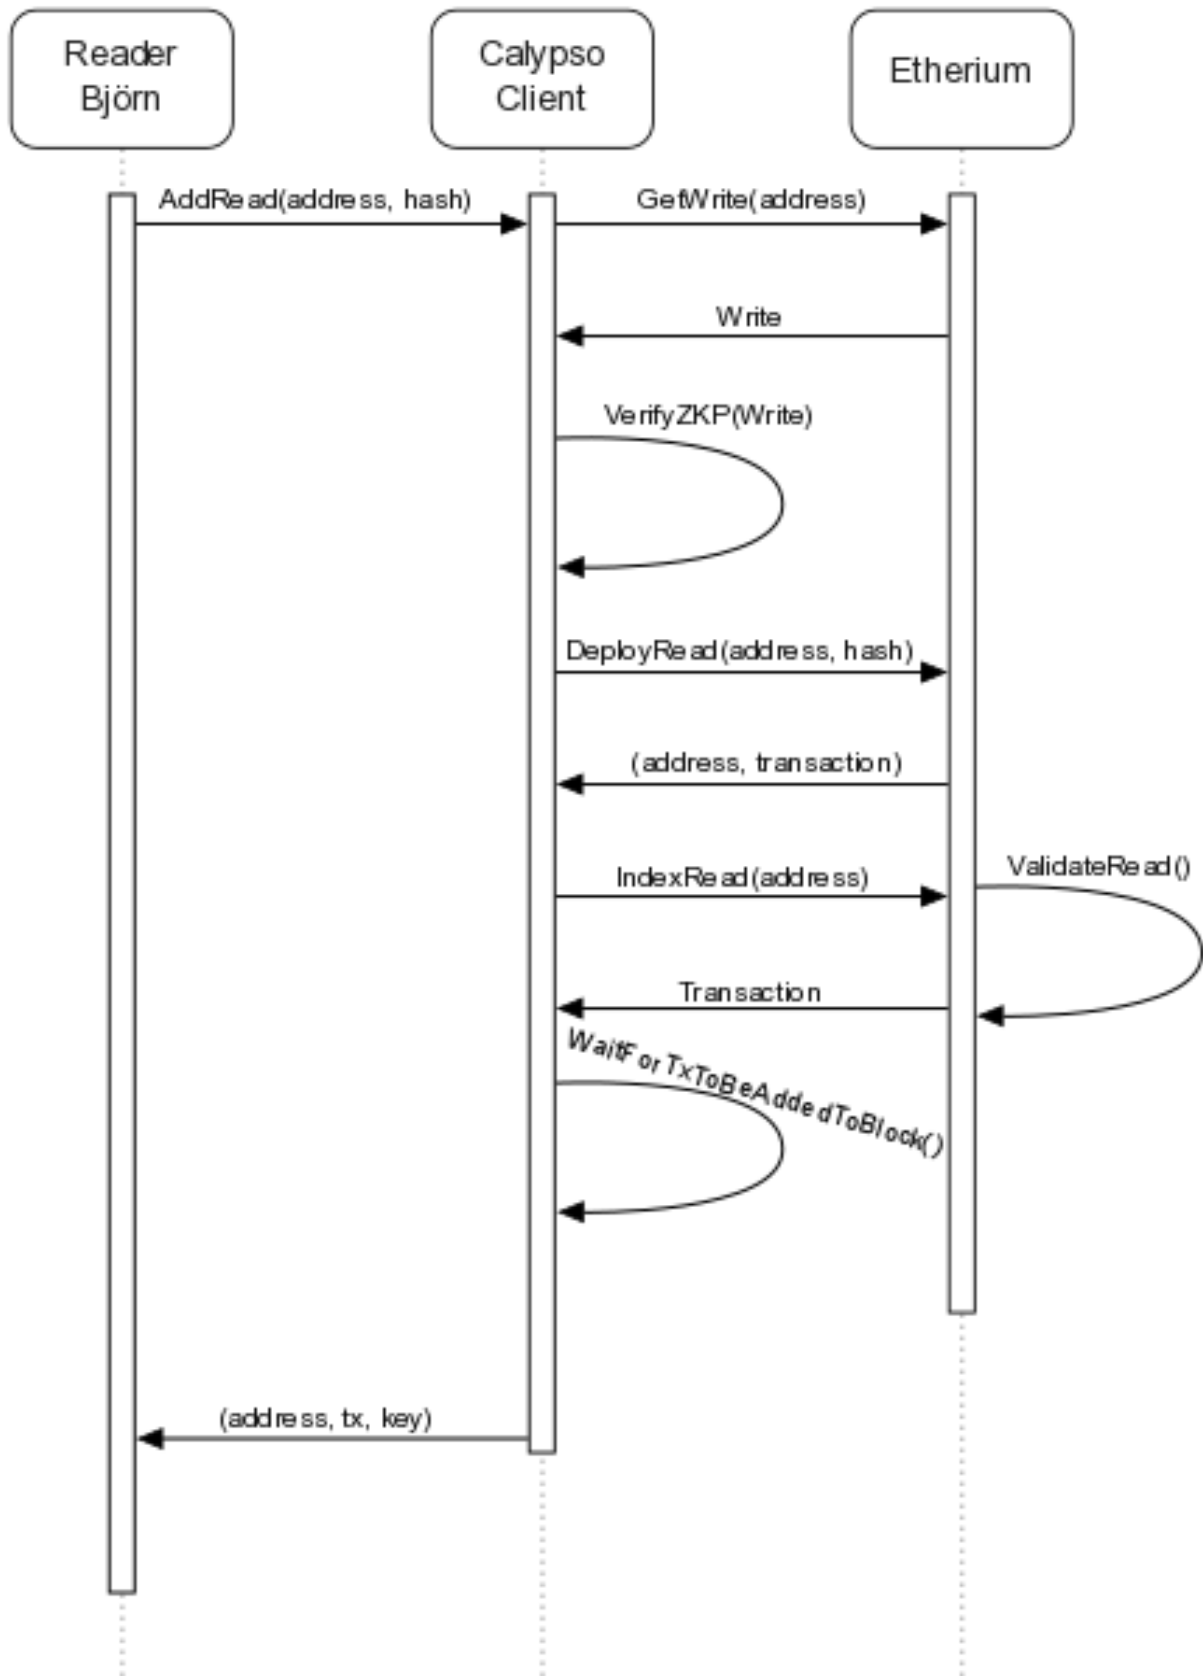 Reader
Björn
Calypso
Client
Etherium
AddRead(address, hash)
GetWrite(address)
Write
VerifyZKP(Write)
DeployRead(address, hash)
(address, transaction)
ValidateRead()
IndexRead(address)
Transaction
WaitForTxToBeAddedToBlock()
(address, tx, key)